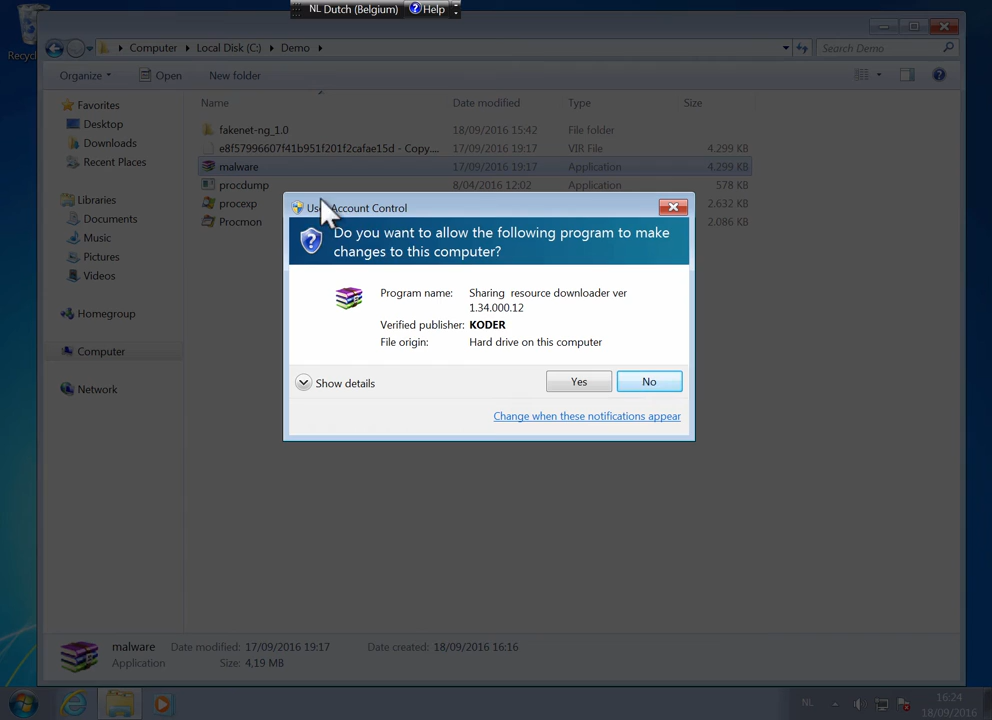 NL Dutch (Belgium) Help
Computer Local Disk (C:) Demo
Search Demo
Organize Open New folder
Name Date modified Type Size
Favorites
Desktop
Downloads
Recent Places
Libraries
Documents
Music
Pictures
Videos
Homegroup
Computer
Network
fakenet-ng_1.0 18/09/2016 15:42 File folder
e8f57996607f41b951f201f2cafae15d - Copy.... 17/09/2016 19:17 VIR File 4.299 KB
malware 17/09/2016 19:17 Application 4.299 KB
procdump 8/04/2016 12:02 Application 578 KB
procexp 2.632 KB
Procmon 2.086 KB
Account Control
Do you want to allow the following program to make
changes to this computer?
Program name: Sharing resource downloader ver
1.34.000.12
Verified publisher: KODER
File origin: Hard drive on this computer
Show details Yes No
Change when these notifications appear
malware Date modified: 17/09/2016 19:17 Date created: 18/09/2016 16:16
Application Size: 4,19 MB
NL 16:24
18/09/2016